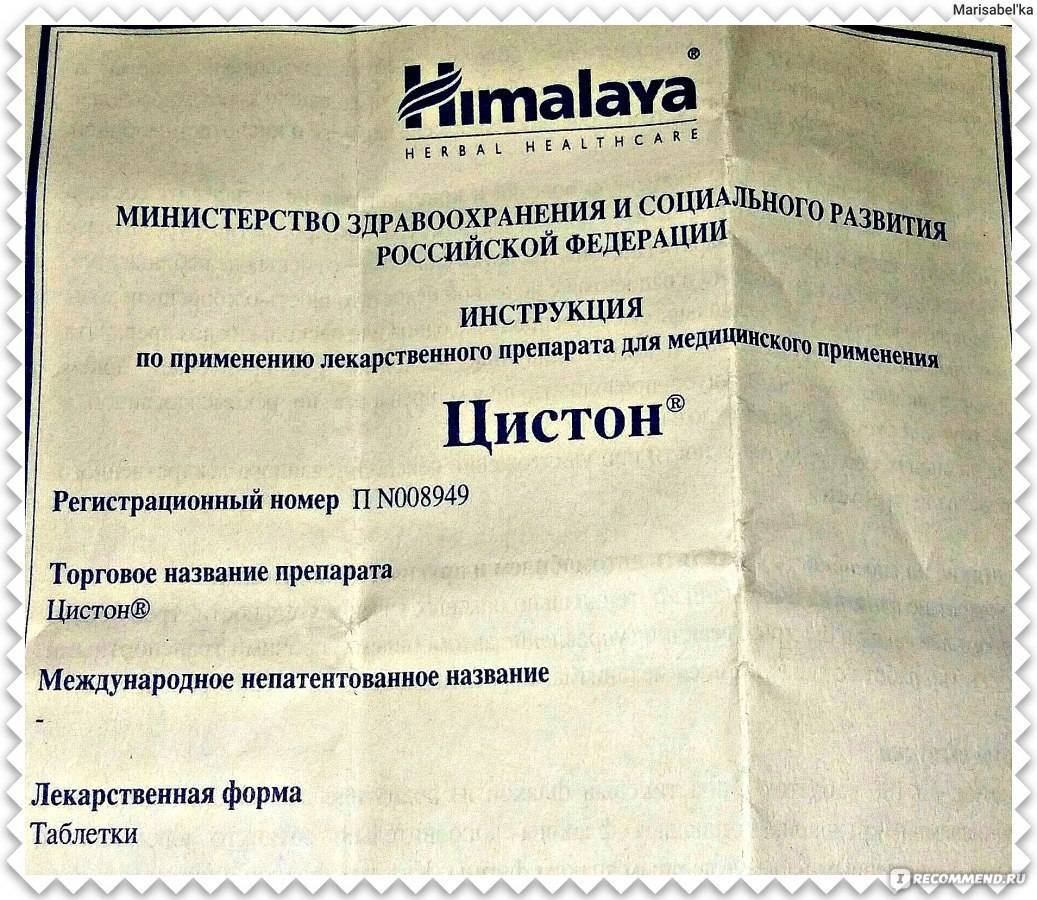 Marisabel'ka
Himalaya®
HERBAL HEALTHCARE
МИНИСТЕРСТВО ЗДРАВООХРАНЕНИЯ И СОЦИАЛЬНОГО РАЗВИТИЯ
РОССИЙСКОЙ ФЕДЕРАЦИИ
ИНСТРУКЦИЯ
по применению лекарственного препарата для медицинского применения
Цистон®
Регистрационный номер П N008949
Торговое название препарата
Цистон®
Международное непатентованное название
-
Лекарственная форма
Таблетки
I RECOMMEND.RU